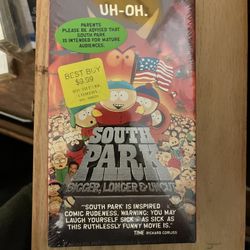 UH-OH.
PARENTS
PLEASE BE ADVISED THAT
SOUTH PARK
IS INTENDED FOR MATURE
AUDIENCES.
BEST BUY
$9.99
SOUTH
PARK
BIGGER, LONGER & UNCUT
"SOUTH PARK IS INSPIRED
COMIC RUDENESS. WARNING: YOU MAY
LAUGH YOURSELF SICK - AS SICK AS
THIS RUTHLESSLY FUNNY MOVIE IS."
TIME RICHARD CORLISS